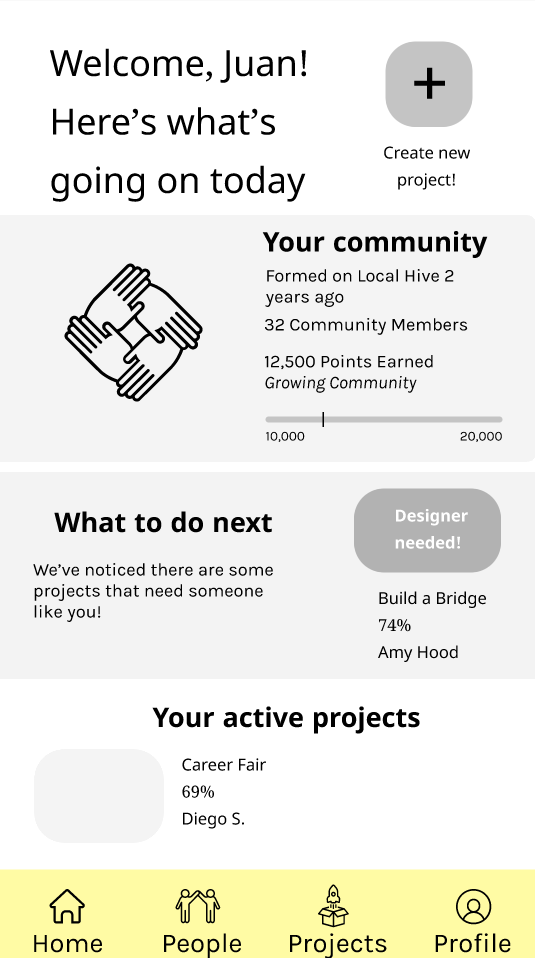 Welcome, Juan!
Here’s what’s
going on today
Create new
project!
Your community
Formed on Local Hive 2
years ago
32 Community Members
12,500 Points Earned
Growing Community
10,000 20,000
What to do next
We’ve noticed there are some
projects that need someone
like you!
Designer
needed!
Build a Bridge
74%
Amy Hood
Your active projects
Career Fair
69%
Diego S.
Home People Projects Profile